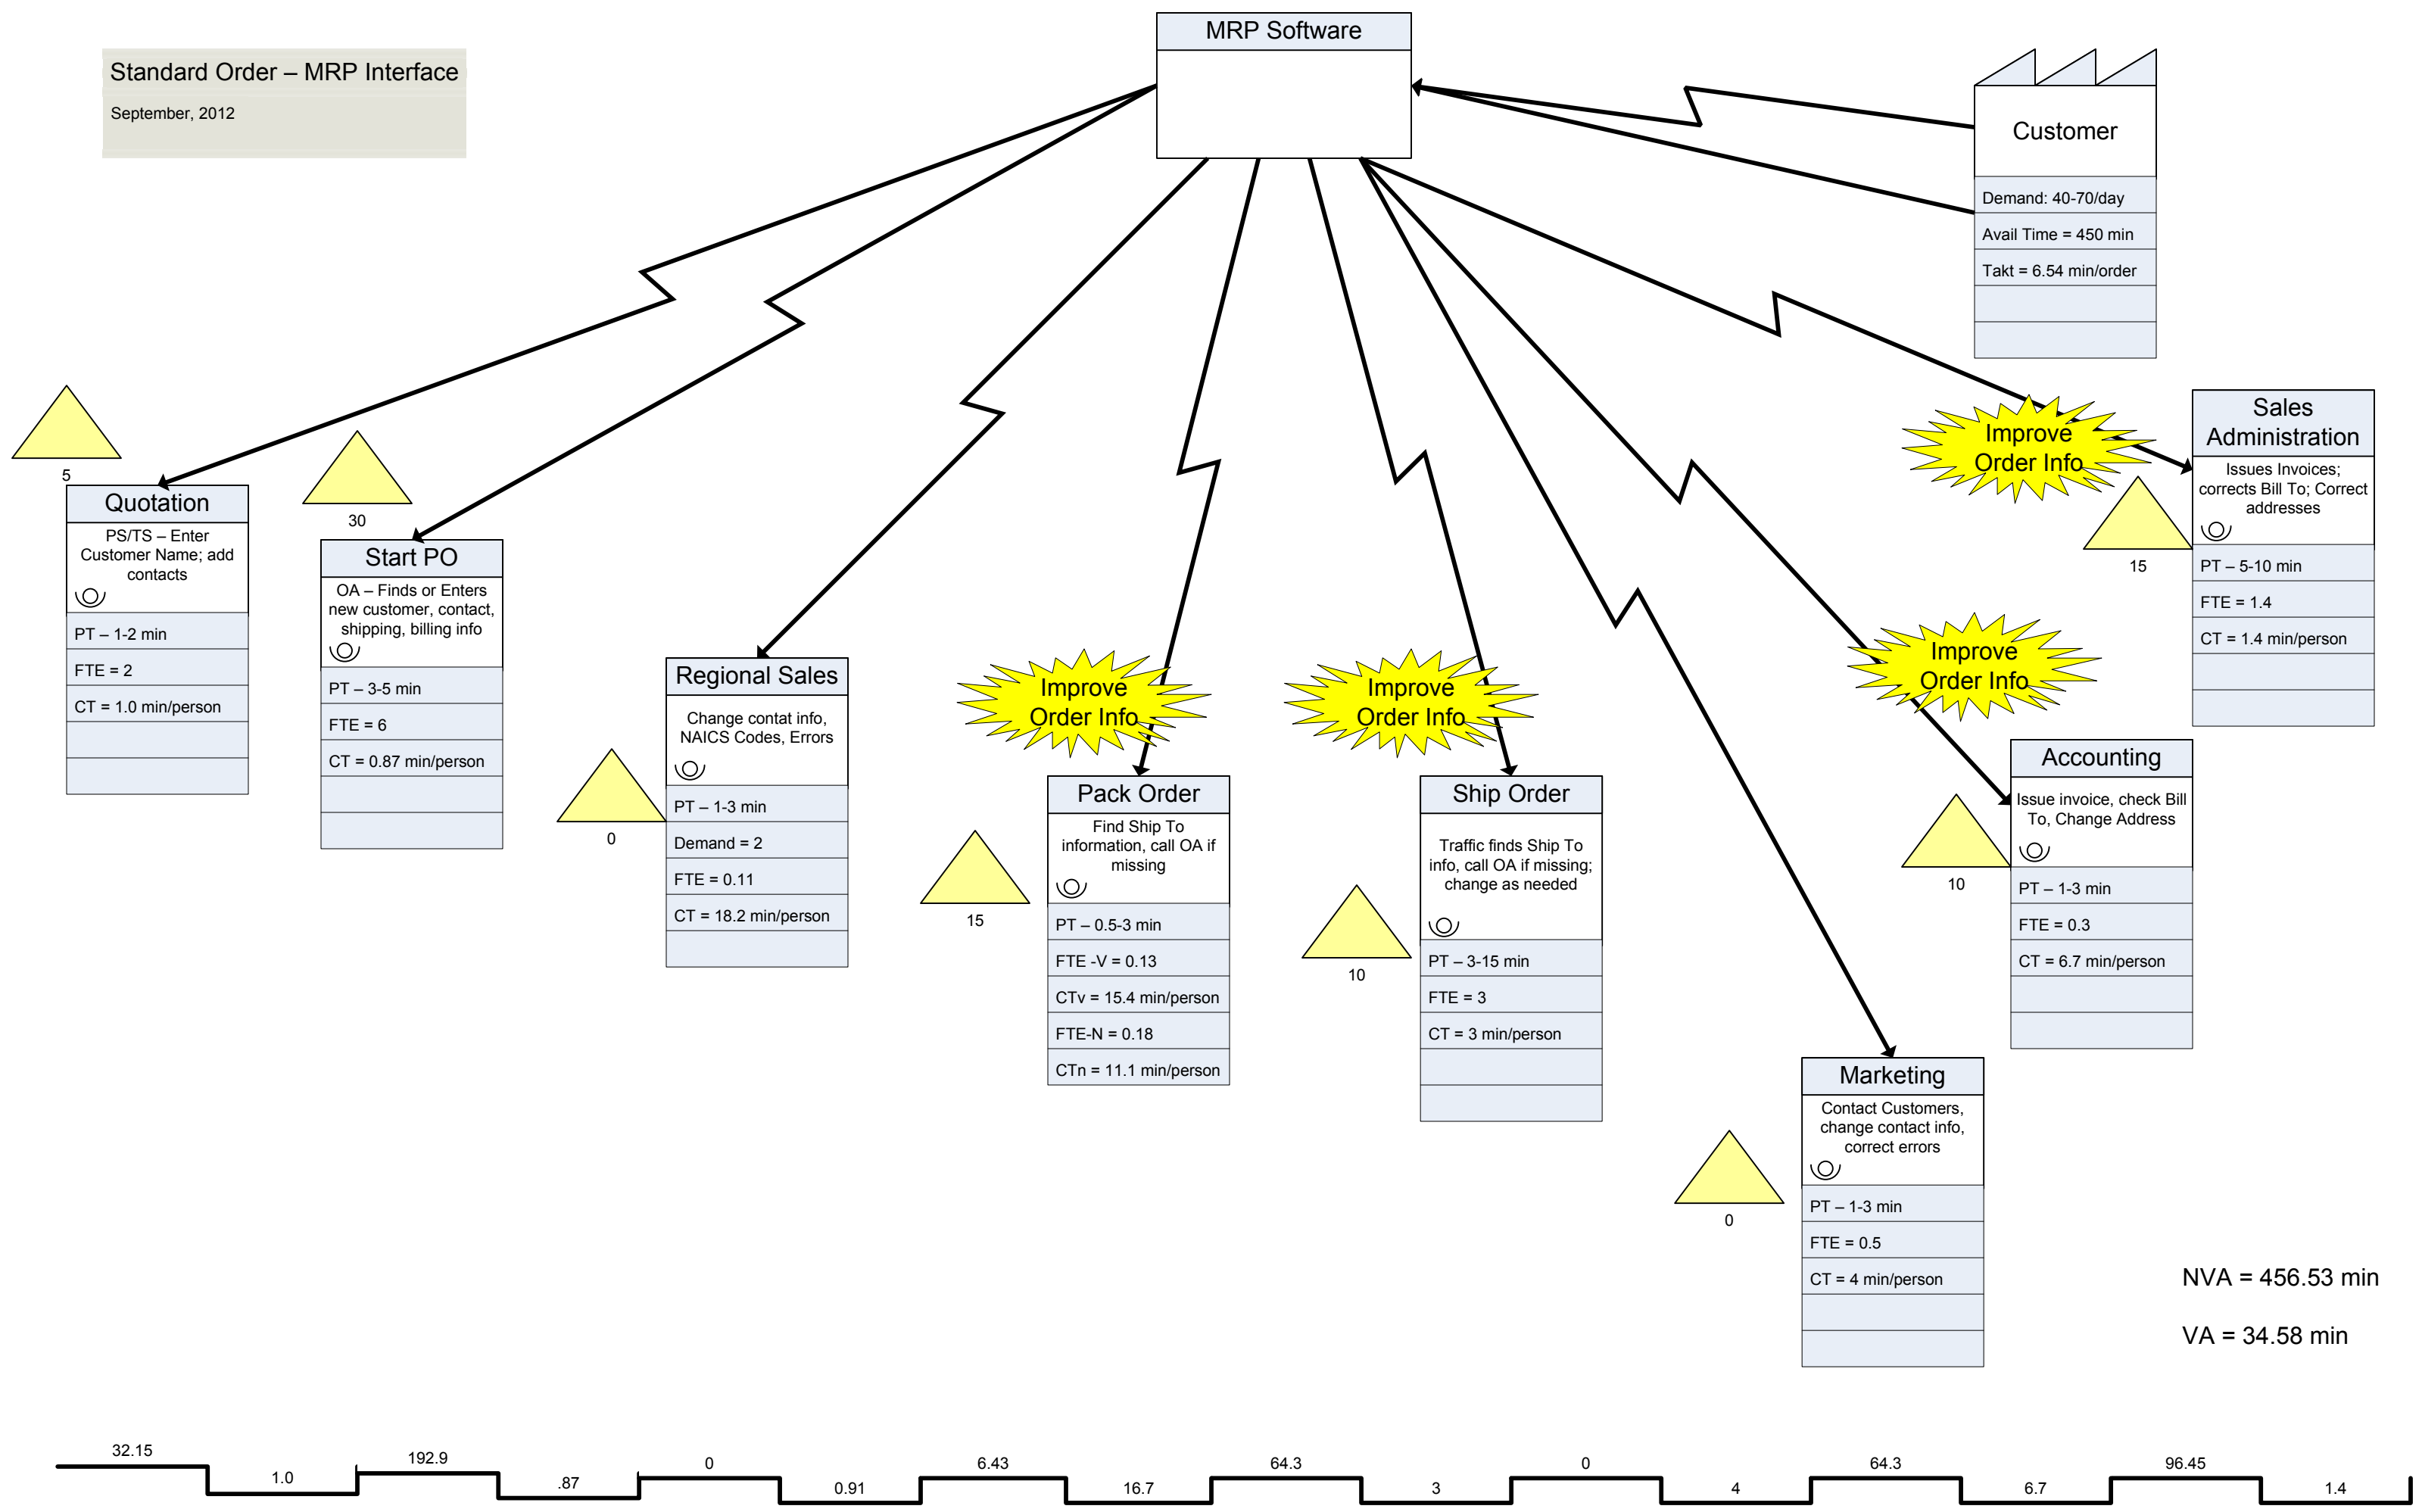 MRP Software
Standard Order – MRP Interface
September, 2012
Customer
Demand: 40-70/day
Avail Time = 450 min
Takt = 6.54 min/order
5
Quotation
PS/TS – Enter
Customer Name; add
contacts
PT – 1-2 min
FTE = 2
CT = 1.0 min/person
30
Start PO
OA – Finds or Enters
new customer, contact,
shipping, billing info
PT – 3-5 min
FTE = 6
CT = 0.87 min/person
0
Regional Sales
Change contat info,
NAICS Codes, Errors
PT – 1-3 min
Demand = 2
FTE = 0.11
CT = 18.2 min/person
Improve
Order Info
15
Pack Order
Find Ship To
information, call OA if
missing
PT – 0.5-3 min
FTE -V = 0.13
CTv = 15.4 min/person
FTE-N = 0.18
CTn = 11.1 min/person
Improve
Order Info
10
Ship Order
Traffic finds Ship To
info, call OA if missing;
change as needed
PT – 3-15 min
FTE = 3
CT = 3 min/person
0
Marketing
Contact Customers,
change contact info,
correct errors
PT – 1-3 min
FTE = 0.5
CT = 4 min/person
Improve
Order Info
10
Accounting
Issue invoice, check Bill
To, Change Address
PT – 1-3 min
FTE = 0.3
CT = 6.7 min/person
Improve
Order Info
15
Sales
Administration
Issues Invoices;
corrects Bill To; Correct
addresses
PT – 5-10 min
FTE = 1.4
CT = 1.4 min/person
NVA = 456.53 min
VA = 34.58 min
32.15
1.0
192.9
.87
0
0.91
6.43
16.7
64.3
3
0
4
64.3
6.7
96.45
1.4